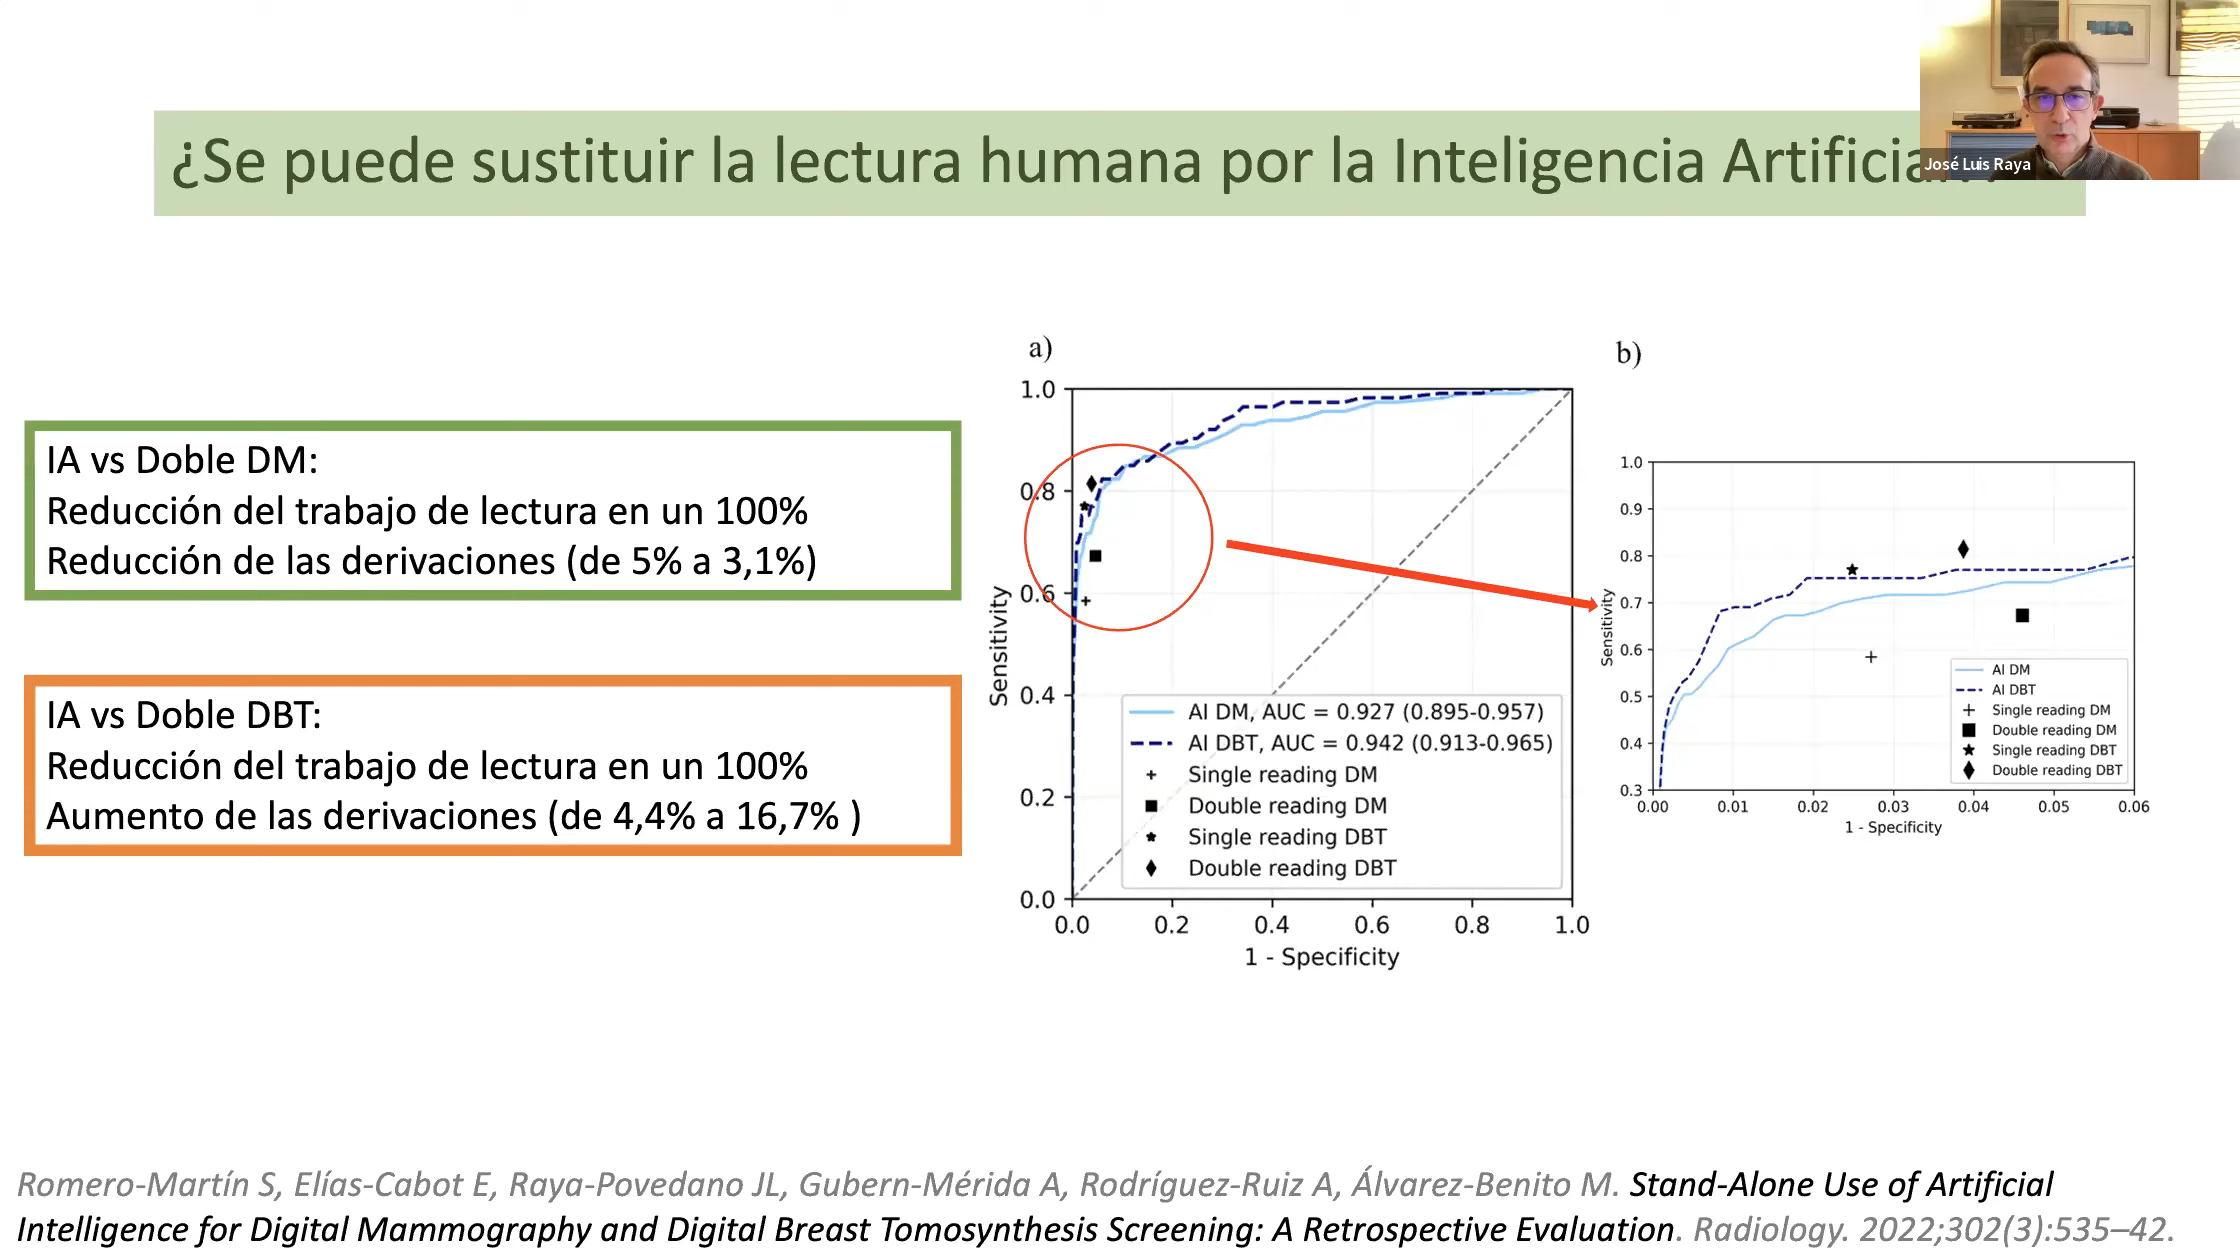 ¿Se puede sustituir la lectura humana por la Inteligencia
José Luis Raya
IA vs Doble DM:
Reducción del trabajo de lectura en un 100%
Reducción de las derivaciones (de 5% a 3,1%)
IA vs Doble DBT:
Reducción del trabajo de lectura en un 100%
Aumento de las derivaciones (de 4,4% a 16,7% )
a)
1.0
0.8
0.6
0.4
0.2
0.0
Sensitivity
AI DM, AUC = 0.927 (0.895-0.957)
AI DBT, AUC = 0.942 (0.913-0.965)
Single reading DM
Double reading DM
Single reading DBT
Double reading DBT
0.0 0.2 0.4 0.6 0.8 1.0
1 - Specificity
b)
1.0
0.9
0.8
0.7
0.6
0.5
0.4
0.3
Sensitivity
AI DM
AI DBT
Single reading DM
Double reading DM
Single reading DBT
Double reading DBT
0.00 0.01 0.02 0.03 0.04 0.05 0.06
1 - Specificity
Romero-Martín S, Elías-Cabot E, Raya-Povedano JL, Gubern-Mérida A, Rodríguez-Ruiz A, Álvarez-Benito M. Stand-Alone Use of Artificial
Intelligence for Digital Mammography and Digital Breast Tomosynthesis Screening: A Retrospective Evaluation. Radiology. 2022;302(3):535–42.